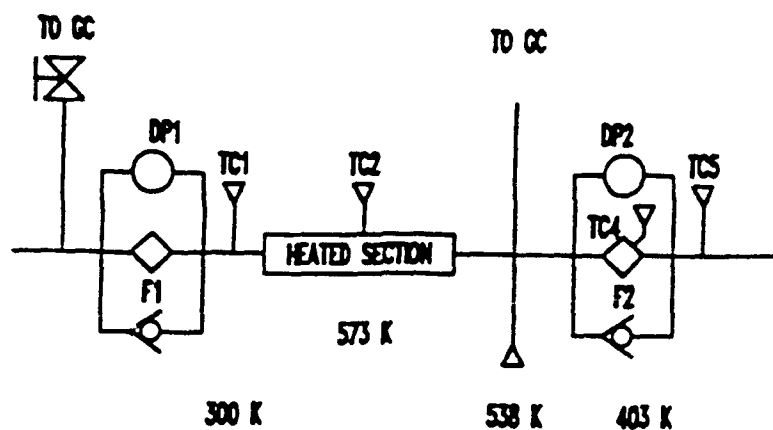 TO GC
TO GC
DP1
DP2
TC1
TC2
TC5
TC4
HEATED SECTION
F1
F2
573 K
300 K
538 K
403 K